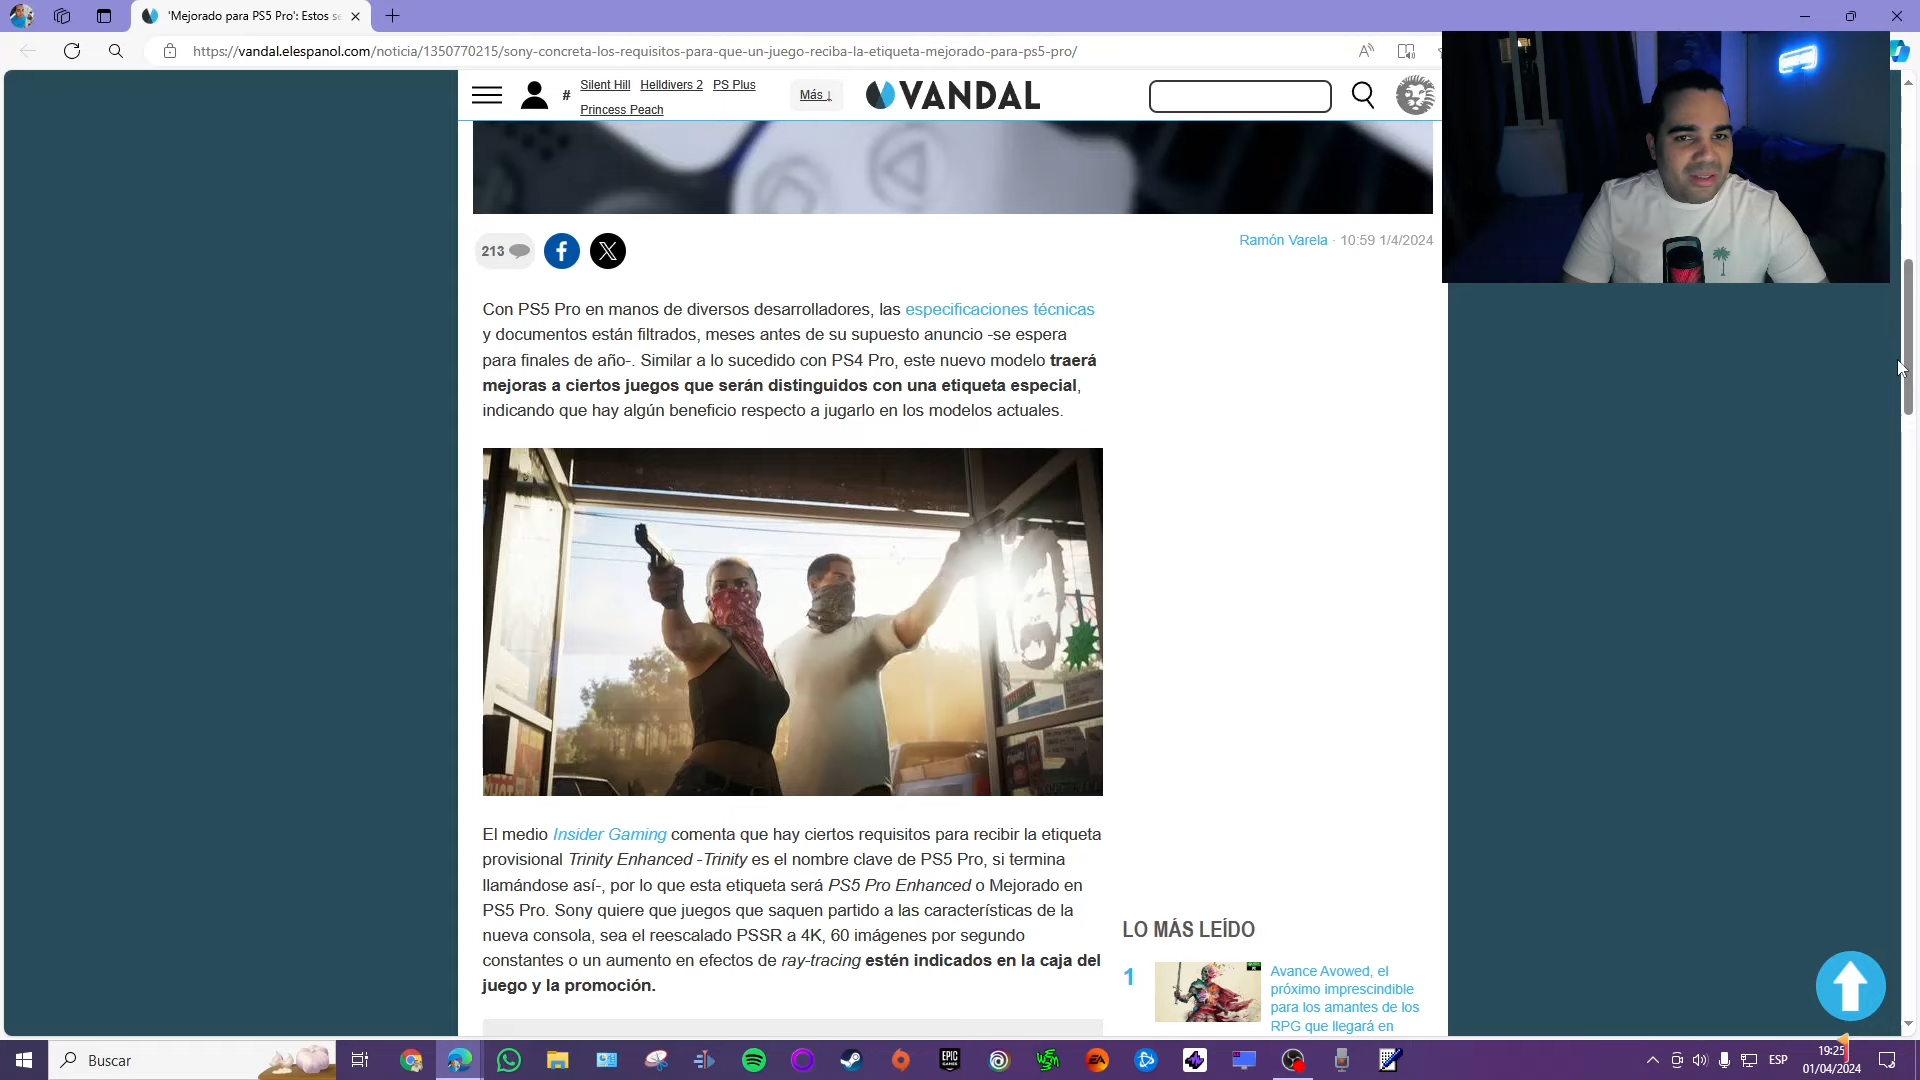 'Mejorado para PS5 Pro': Estos se
https://vandal.elespanol.com/noticia/1350770215/sony-concreta-los-requisitos-para-que-un-juego-reciba-la-etiqueta-mejorado-para-ps5-pro/
# Silent Hill Helldivers 2 PS Plus
Princess Peach
Más ↓
VANDAL
213
Ramón Varela · 10:59 1/4/2024
Con PS5 Pro en manos de diversos desarrolladores, las especificaciones técnicas
y documentos están filtrados, meses antes de su supuesto anuncio -se espera
para finales de año-. Similar a lo sucedido con PS4 Pro, este nuevo modelo traerá
mejoras a ciertos juegos que serán distinguidos con una etiqueta especial,
indicando que hay algún beneficio respecto a jugarlo en los modelos actuales.
El medio Insider Gaming comenta que hay ciertos requisitos para recibir la etiqueta
provisional Trinity Enhanced -Trinity es el nombre clave de PS5 Pro, si termina
llamándose así-, por lo que esta etiqueta será PS5 Pro Enhanced o Mejorado en
PS5 Pro. Sony quiere que juegos que saquen partido a las características de la
nueva consola, sea el reescalado PSSR a 4K, 60 imágenes por segundo
constantes o un aumento en efectos de ray-tracing estén indicados en la caja del
juego y la promoción.
LO MÁS LEÍDO
1
Avance Avowed, el
próximo imprescindible
para los amantes de los
RPG que llegará en
Buscar
EPIC
GAMES
EA
ESP
19:25
01/04/2024